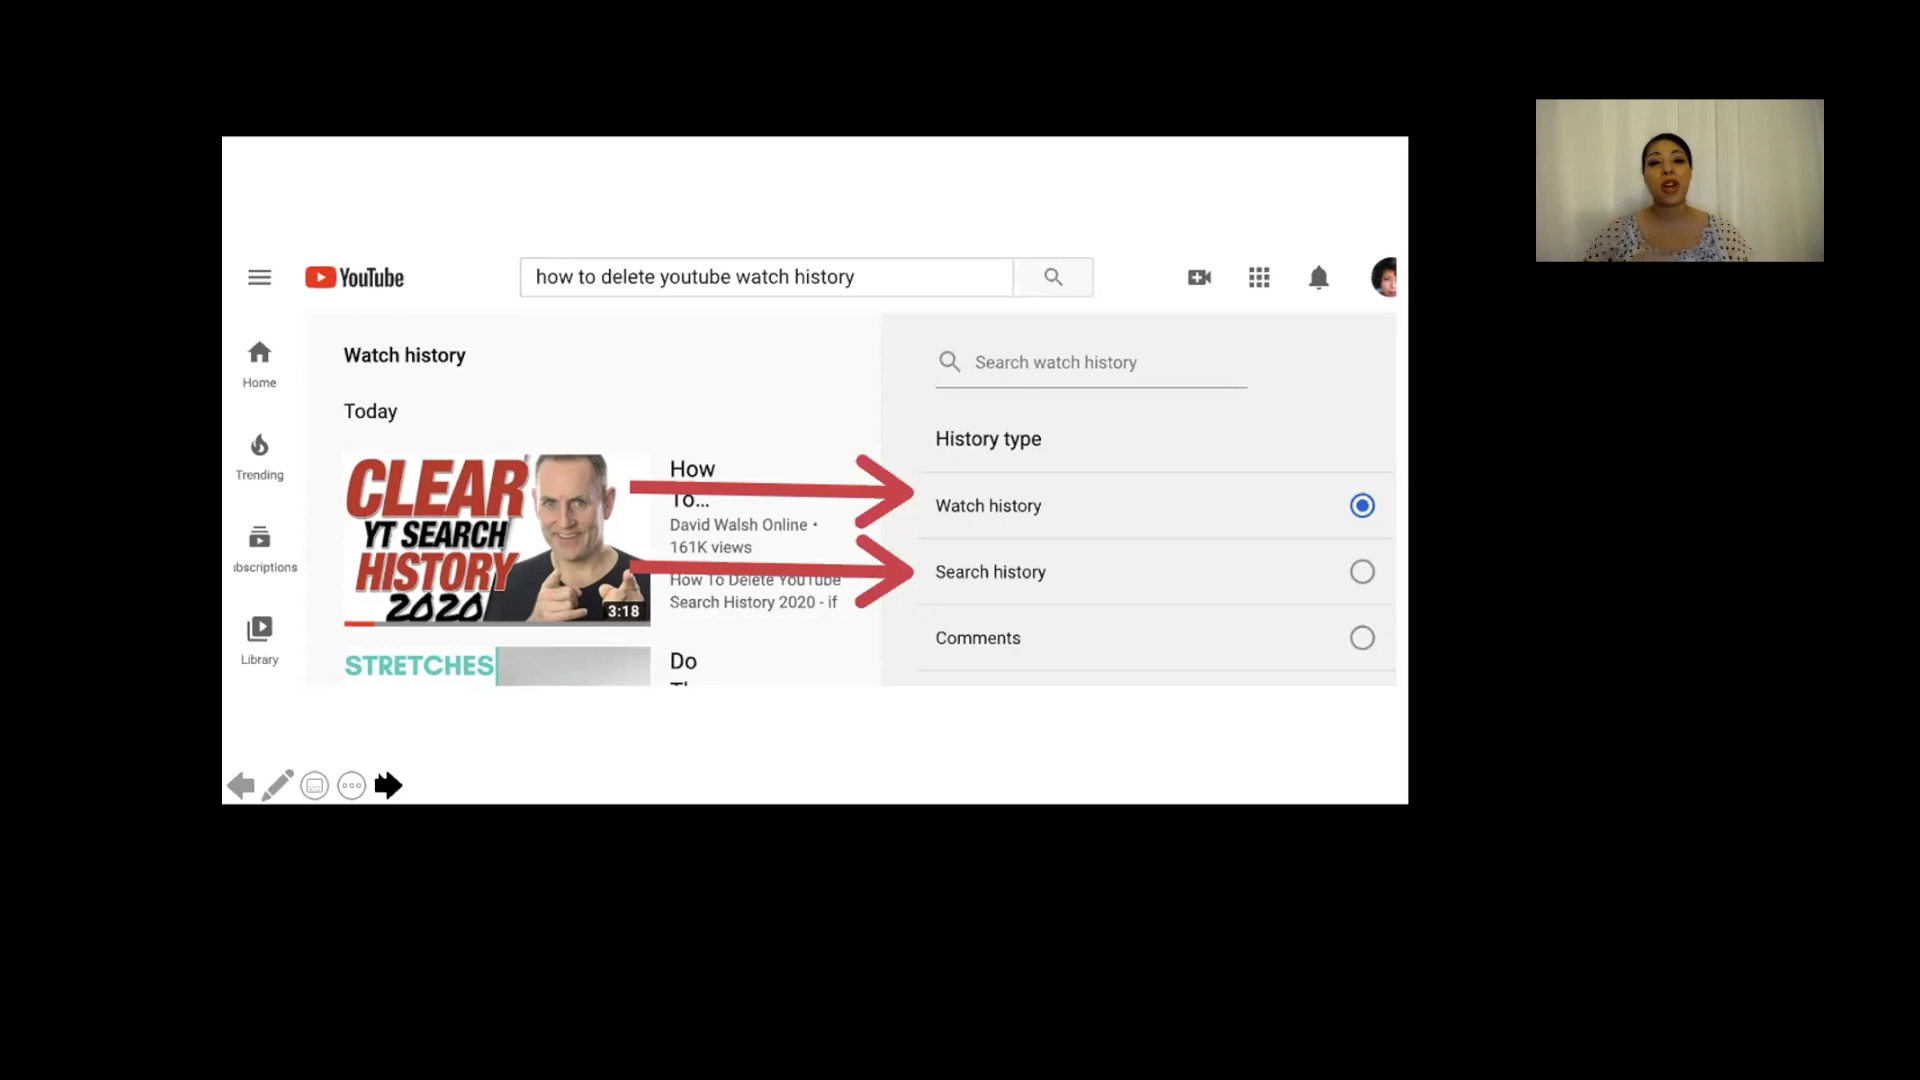 YouTube
how to delete youtube watch history
Home
Trending
ubscriptions
Library
Watch history
Today
CLEAR
YT SEARCH
HISTORY
2020
3:18
How
To...
David Walsh Online •
161K views
How To Delete YouTube
Search History 2020 - if
STRETCHES
Do
Search watch history
History type
Watch history
Search history
Comments